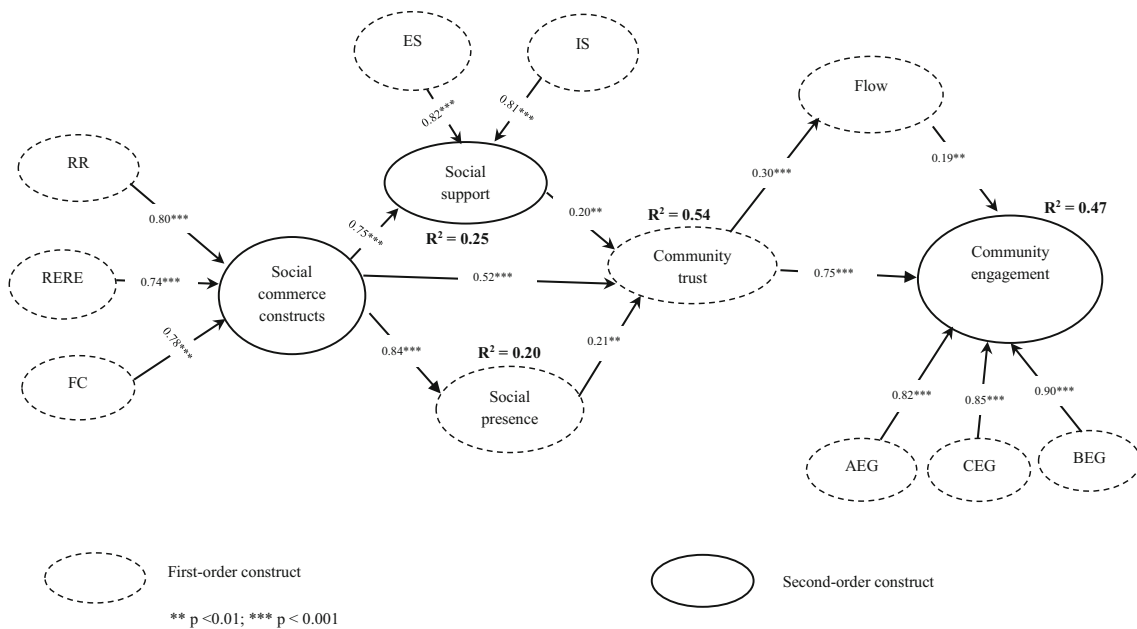 ES
IS
Flow
0.82***
0.81***
RR
Social
support
0.19**
0.30***
0.80***
0.20**
R² = 0.54
R² = 0.47
0.75***
R² = 0.25
Community
trust
Community
engagement
RERE
0.74***
Social
commerce
constructs
0.52***
0.75***
0.78***
0.84***
R² = 0.20
0.21**
FC
Social
presence
0.82***
0.85***
0.90***
AEG
CEG
BEG
First-order construct
Second-order construct
** p <0.01; *** p < 0.001